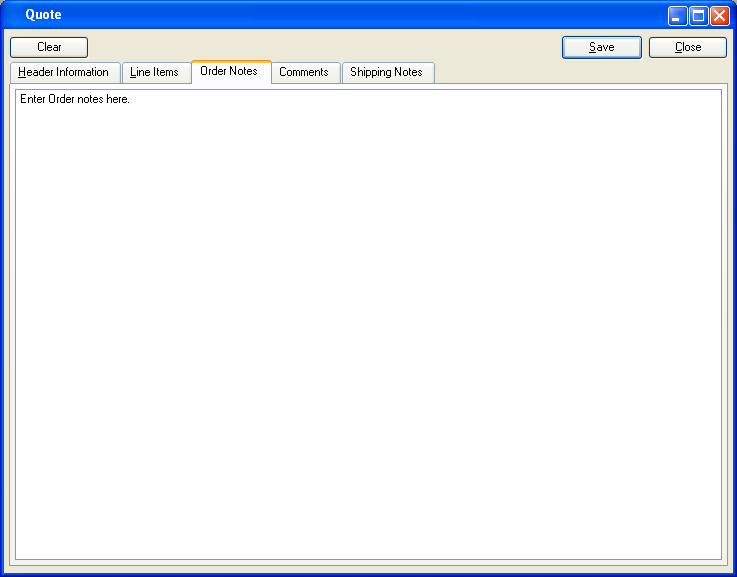 Quote
Clear
Save
Close
Header Information
Line Items
Order Notes
Comments
Shipping Notes
Enter Order notes here.